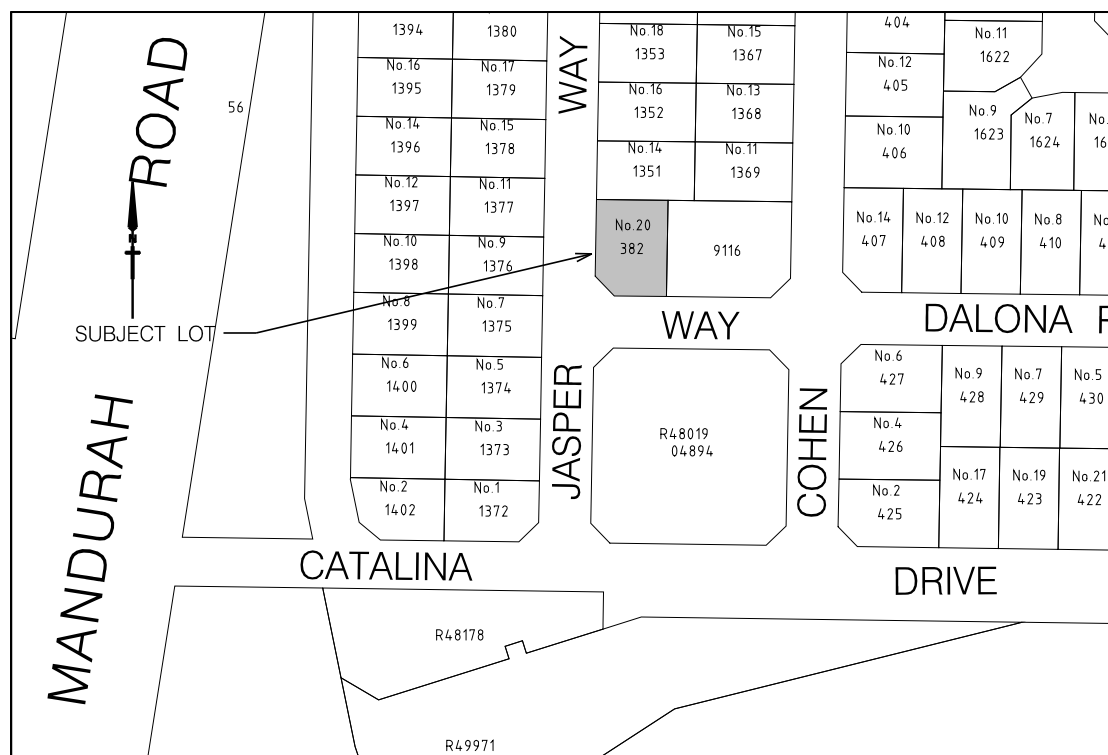 MANDURAH ROAD
56
N
SUBJECT LOT
1394
1380
No.16
1395
No.17
1379
No.14
1396
No.15
1378
No.12
1397
No.11
1377
No.10
1398
No.9
1376
No.8
1399
No.7
1375
No.6
1400
No.5
1374
No.4
1401
No.3
1373
No.2
1402
No.1
1372
JASPER WAY
No.18
1353
No.15
1367
No.16
1352
No.13
1368
No.14
1351
No.11
1369
No.20
382
9116
WAY
R48019
04894
COHEN
404
No.11
1622
No.12
405
No.10
406
No.9
1623
No.7
1624
No.14
407
No.12
408
No.10
409
No.8
410
DALONA
No.6
427
No.4
426
No.2
425
No.9
428
No.7
429
No.5
430
No.17
424
No.19
423
No.21
422
CATALINA DRIVE
R48178
R49971